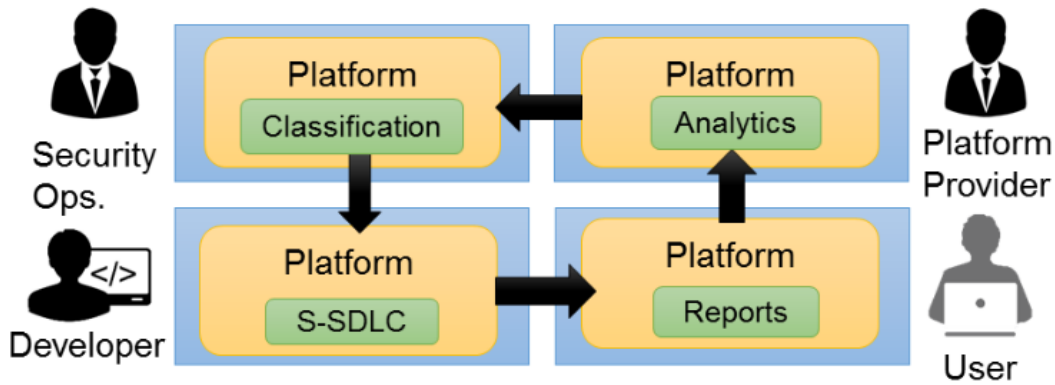 Platform
Classification
Platform
Analytics
Security
Ops.
Platform
Provider
Platform
S-SDLC
Platform
Reports
</>
Developer
User